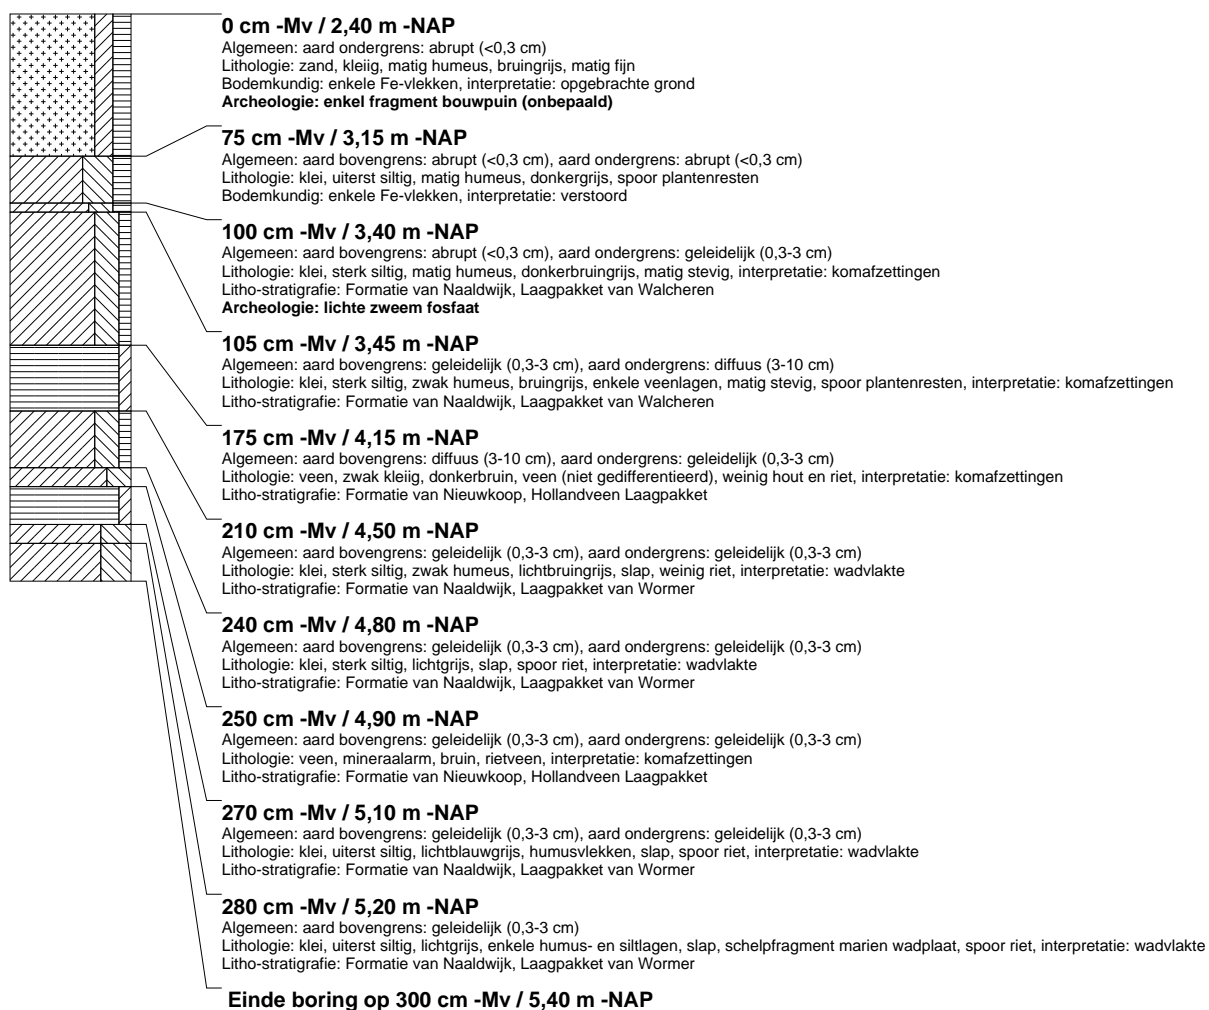 0 cm -Mv / 2,40 m -NAP
Algemeen: aard ondergrens: abrupt (<0,3 cm)
Lithologie: zand, kleiig, matig humeus, bruingrijs, matig fijn
Bodemkundig: enkele Fe-vlekken, interpretatie: opgebrachte grond
Archeologie: enkel fragment bouwpuin (onbepaald)
75 cm -Mv / 3,15 m -NAP
Algemeen: aard bovengrens: abrupt (<0,3 cm), aard ondergrens: abrupt (<0,3 cm)
Lithologie: klei, uiterst siltig, matig humeus, donkergrijs, spoor plantenresten
Bodemkundig: enkele Fe-vlekken, interpretatie: verstoord
100 cm -Mv / 3,40 m -NAP
Algemeen: aard bovengrens: abrupt (<0,3 cm), aard ondergrens: geleidelijk (0,3-3 cm)
Lithologie: klei, sterk siltig, matig humeus, donkerbruingrijs, matig stevig, interpretatie: komafzettingen
Litho-stratigrafie: Formatie van Naaldwijk, Laagpakket van Walcheren
Archeologie: lichte zweem fosfaat
105 cm -Mv / 3,45 m -NAP
Algemeen: aard bovengrens: geleidelijk (0,3-3 cm), aard ondergrens: diffuus (3-10 cm)
Lithologie: klei, sterk siltig, zwak humeus, bruingrijs, enkele veenlagen, matig stevig, spoor plantenresten, interpretatie: komafzettingen
Litho-stratigrafie: Formatie van Naaldwijk, Laagpakket van Walcheren
175 cm -Mv / 4,15 m -NAP
Algemeen: aard bovengrens: diffuus (3-10 cm), aard ondergrens: geleidelijk (0,3-3 cm)
Lithologie: veen, zwak kleiig, donkerbruin, veen (niet gedifferentieerd), weinig hout en riet, interpretatie: komafzettingen
Litho-stratigrafie: Formatie van Nieuwkoop, Hollandveen Laagpakket
210 cm -Mv / 4,50 m -NAP
Algemeen: aard bovengrens: geleidelijk (0,3-3 cm), aard ondergrens: geleidelijk (0,3-3 cm)
Lithologie: klei, sterk siltig, zwak humeus, lichtbruingrijs, slap, weinig riet, interpretatie: wadvlakte
Litho-stratigrafie: Formatie van Naaldwijk, Laagpakket van Wormer
240 cm -Mv / 4,80 m -NAP
Algemeen: aard bovengrens: geleidelijk (0,3-3 cm), aard ondergrens: geleidelijk (0,3-3 cm)
Lithologie: klei, sterk siltig, lichtgrijs, slap, spoor riet, interpretatie: wadvlakte
Litho-stratigrafie: Formatie van Naaldwijk, Laagpakket van Wormer
250 cm -Mv / 4,90 m -NAP
Algemeen: aard bovengrens: geleidelijk (0,3-3 cm), aard ondergrens: geleidelijk (0,3-3 cm)
Lithologie: veen, mineraalarm, bruin, rietveen, interpretatie: komafzettingen
Litho-stratigrafie: Formatie van Nieuwkoop, Hollandveen Laagpakket
270 cm -Mv / 5,10 m -NAP
Algemeen: aard bovengrens: geleidelijk (0,3-3 cm), aard ondergrens: geleidelijk (0,3-3 cm)
Lithologie: klei, uiterst siltig, lichtblauwgrijs, humusvlekken, slap, spoor riet, interpretatie: wadvlakte
Litho-stratigrafie: Formatie van Naaldwijk, Laagpakket van Wormer
280 cm -Mv / 5,20 m -NAP
Algemeen: aard bovengrens: geleidelijk (0,3-3 cm)
Lithologie: klei, uiterst siltig, lichtgrijs, enkele humus- en siltlagen, slap, schelpfragment marien wadplaat, spoor riet, interpretatie: wadvlakte
Litho-stratigrafie: Formatie van Naaldwijk, Laagpakket van Wormer
Einde boring op 300 cm -Mv / 5,40 m -NAP